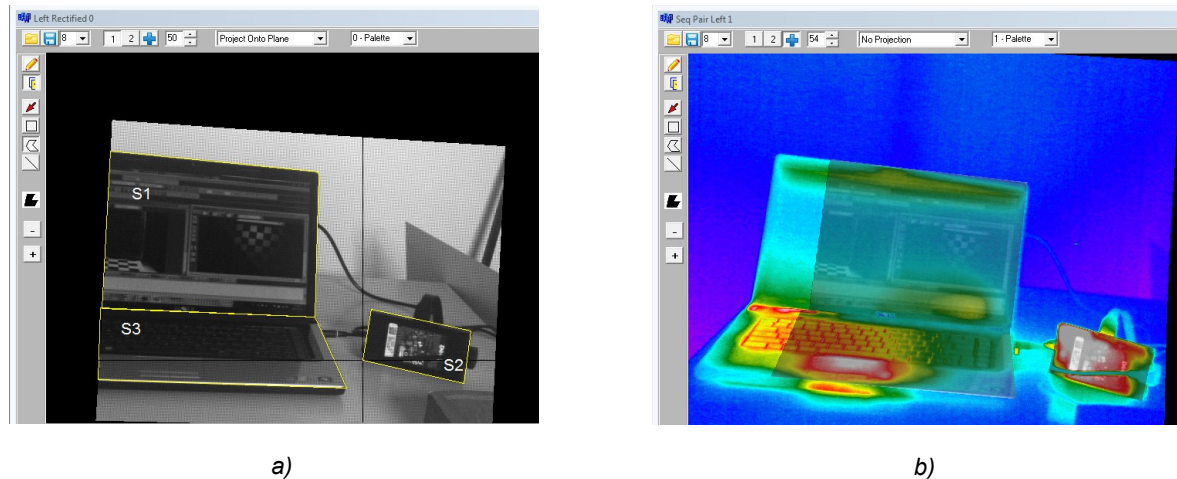 Left Rectified 0
8
1
2
50
Project Onto Plane
0 - Palette
S1
S3
S2
a)
Seq Pair Left 1
8
1
2
54
No Projection
1 - Palette
b)